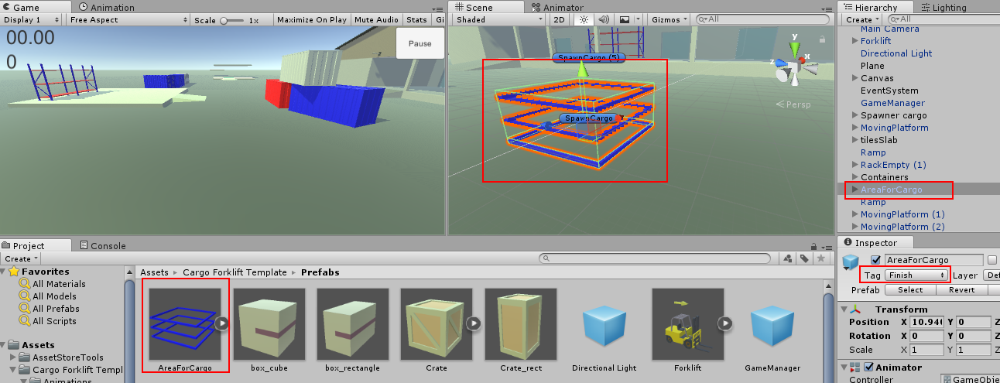 Game Animation
Display 1 Free Aspect Scale 1x Maximize On Play Mute Audio Stats Gi
00.00
0
Pause
Scene Animator
Shaded 2D Gizmos All
SpawnCargo (5)
SpawnCargo
y
x
z
Persp
Hierarchy Lighting
Create All
Main Camera
Forklift
Directional Light
Plane
Canvas
EventSystem
GameManager
Spawner cargo
MovingPlatform
tilesSlab
Ramp
RackEmpty (1)
Containers
AreaForCargo
Ramp
MovingPlatform (1)
MovingPlatform (2)
Project Console
Create
Favorites
All Materials
All Models
All Prefabs
All Scripts
Assets
AssetStoreTools
Cargo Forklift Templ
Animations
Assets Cargo Forklift Template Prefabs
AreaForCargo box_cube box_rectangle Crate Crate_rect Directional Light Forklift GameManager
Inspector
AreaForCargo
Tag Finish Layer Def
Prefab Select Revert
Transform
Position X 10.940 Y 0
Rotation X 0 Y 0
Scale X 1 Y 1
Animator
Controller GameObje